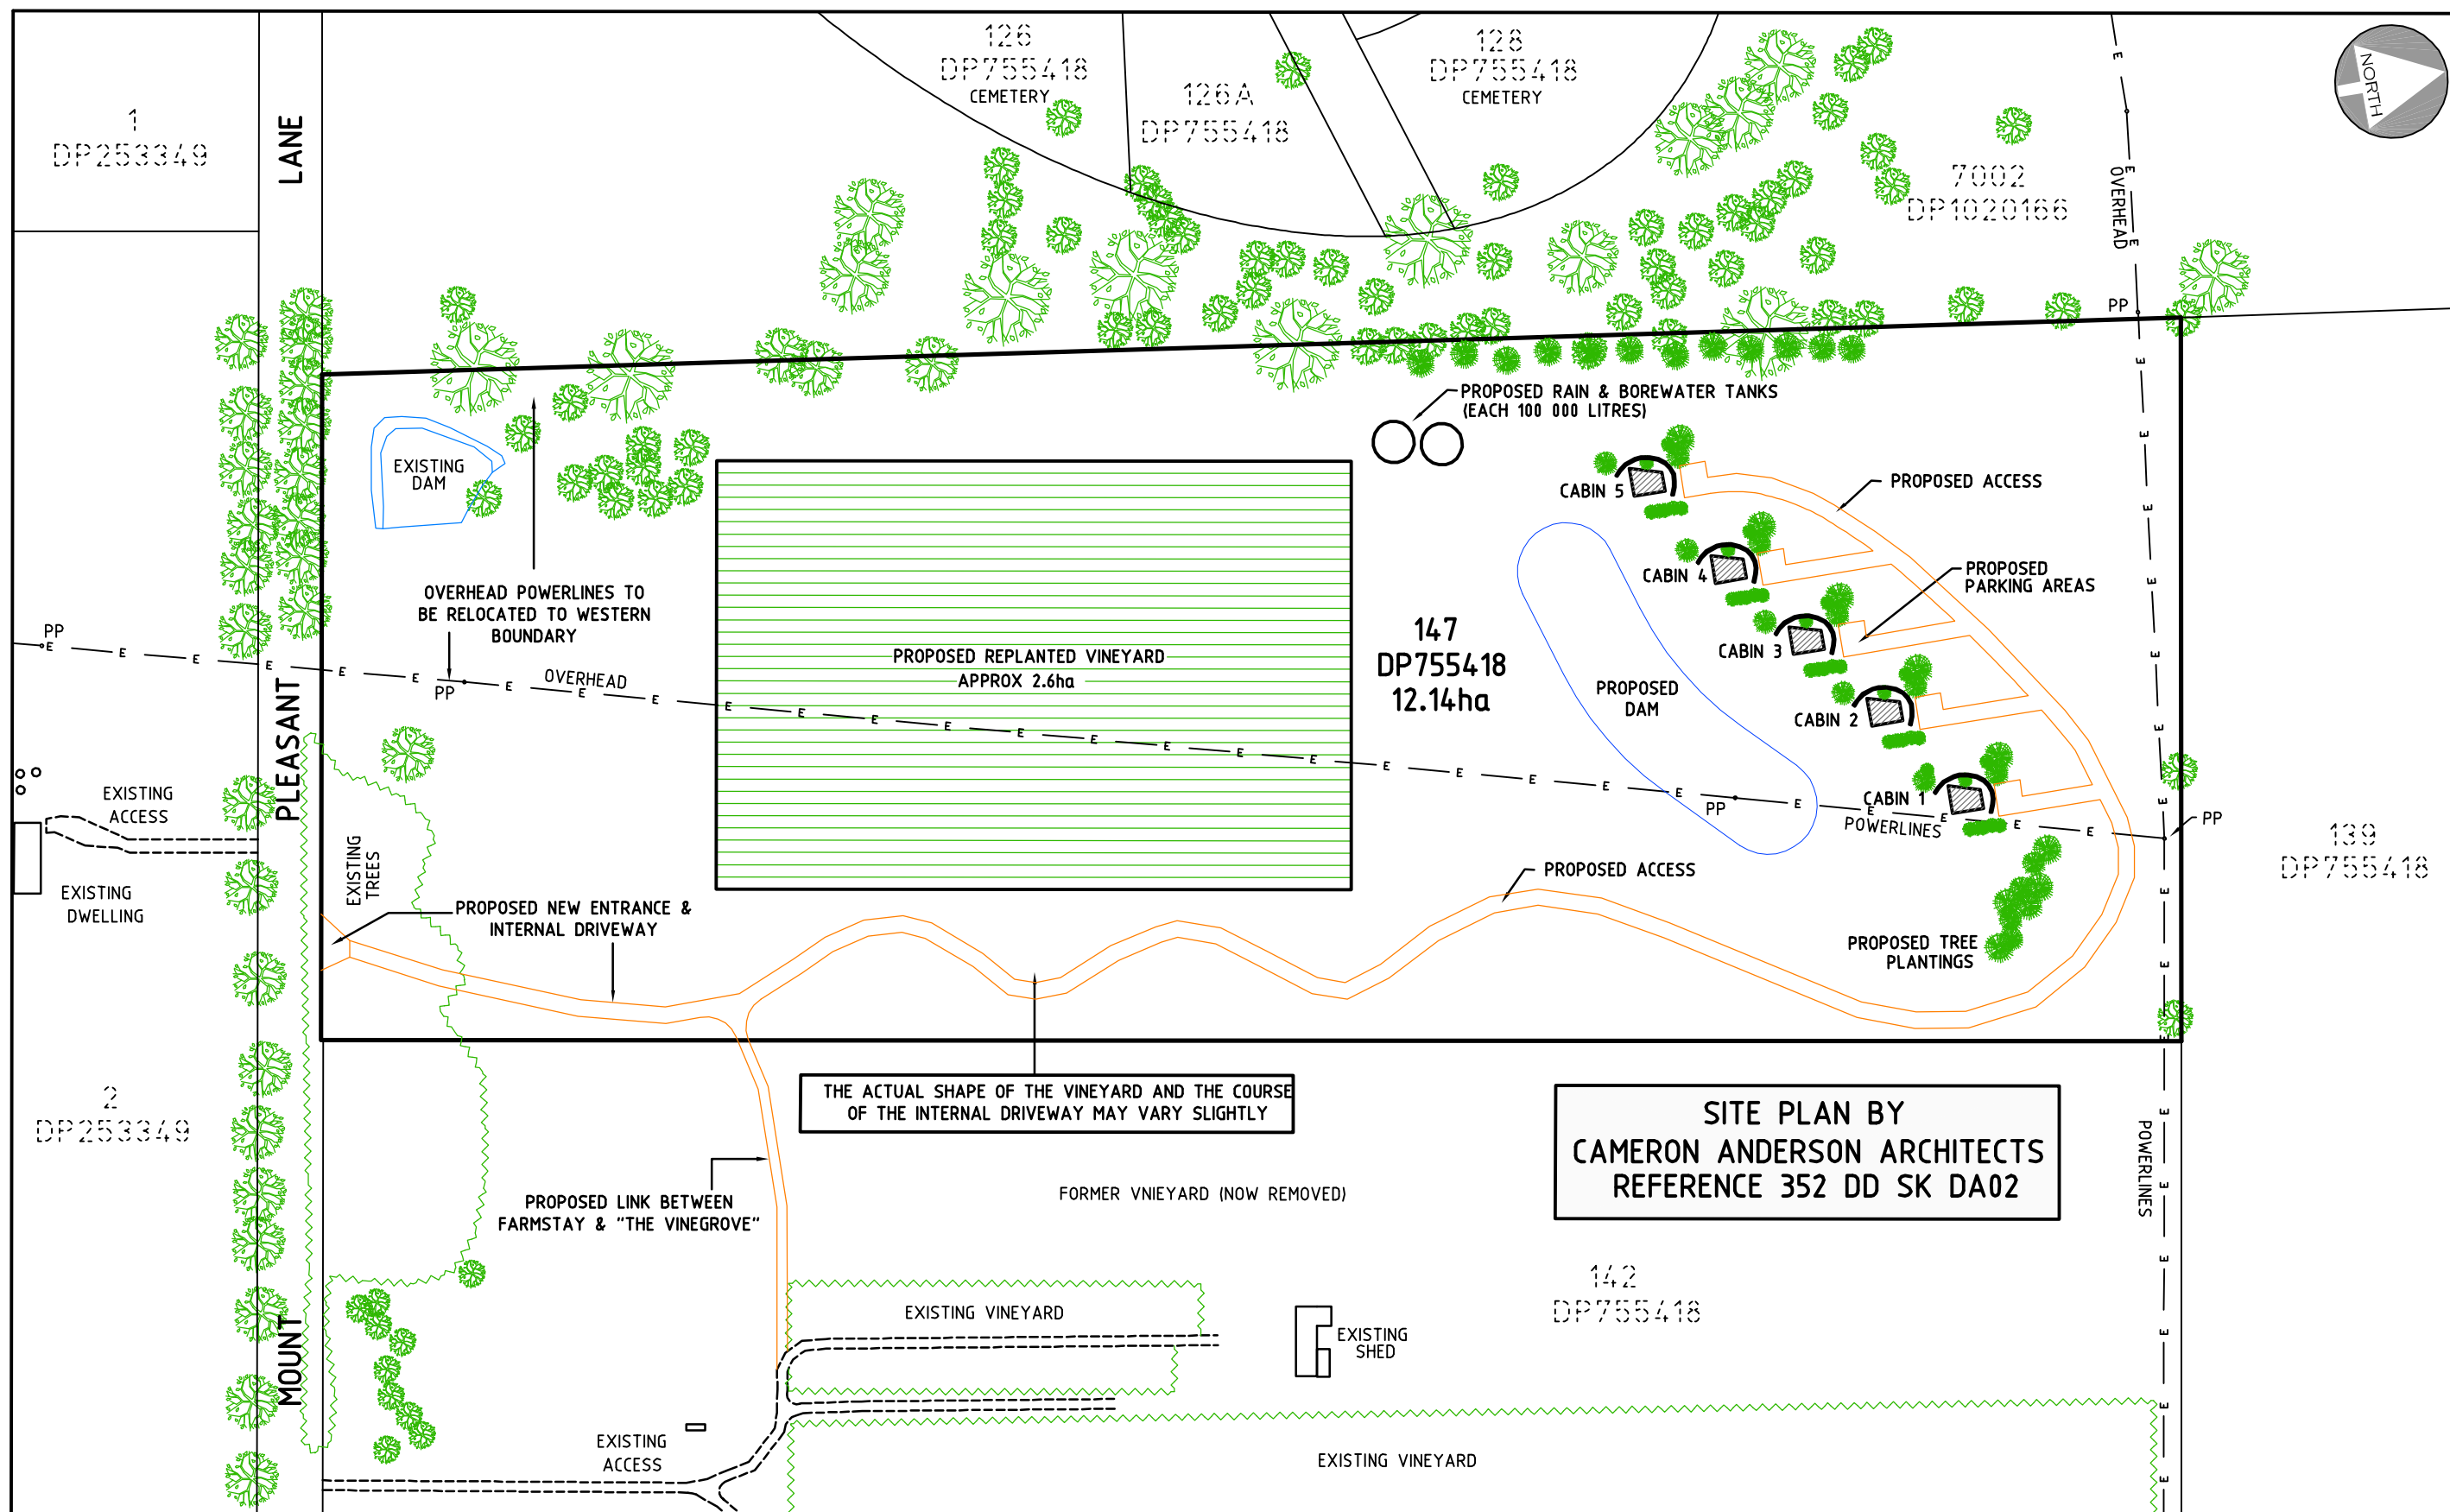 126
DP755418
CEMETERY
126A
DP755418
128
DP755418
CEMETERY
NORTH
1
DP253349
LANE
7002
DP1020166
OVERHEAD
PP
PROPOSED RAIN & BOREWATER TANKS
(EACH 100 000 LITRES)
EXISTING
DAM
CABIN 5
PROPOSED ACCESS
CABIN 4
PROPOSED
PARKING AREAS
OVERHEAD POWERLINES TO
BE RELOCATED TO WESTERN
BOUNDARY
PP
E E E E E E E E E E E E E E E E E E E E E E E E E E E E E
OVERHEAD
PP
PROPOSED REPLANTED VINEYARD
APPROX 2.6ha
147
DP755418
12.14ha
CABIN 3
PROPOSED
DAM
CABIN 2
CABIN 1
PP
POWERLINES
PP
PLEASANT
EXISTING
ACCESS
EXISTING
TREES
EXISTING
DWELLING
139
DP755418
PROPOSED ACCESS
PROPOSED NEW ENTRANCE &
INTERNAL DRIVEWAY
PROPOSED TREE
PLANTINGS
2
DP253349
THE ACTUAL SHAPE OF THE VINEYARD AND THE COURSE
OF THE INTERNAL DRIVEWAY MAY VARY SLIGHTLY
SITE PLAN BY
CAMERON ANDERSON ARCHITECTS
REFERENCE 352 DD SK DA02
POWERLINES
PROPOSED LINK BETWEEN
FARMSTAY & "THE VINEGROVE"
FORMER VNIEYARD (NOW REMOVED)
142
DP755418
MOUNT
EXISTING VINEYARD
EXISTING
SHED
EXISTING
ACCESS
EXISTING VINEYARD